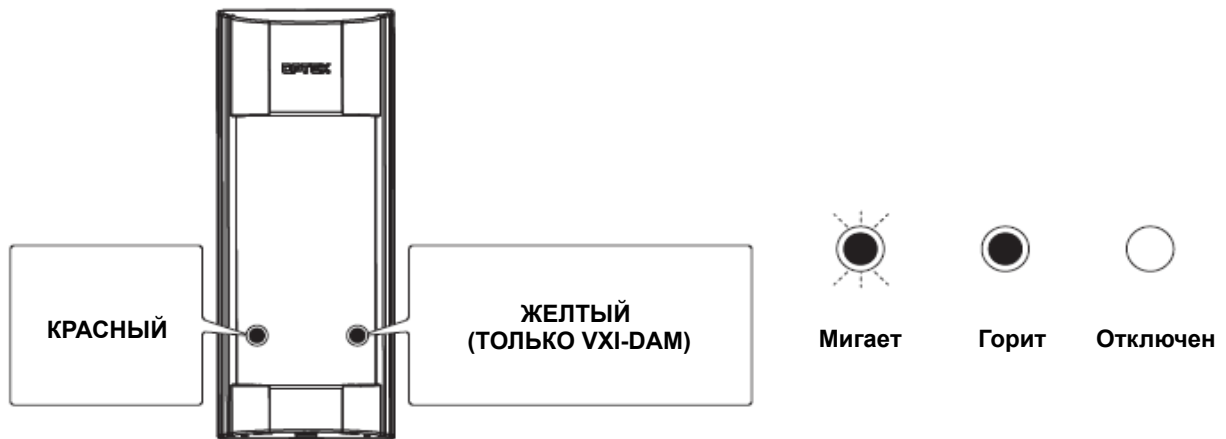 OPTEX
КРАСНЫЙ
ЖЕЛТЫЙ
(ТОЛЬКО VXI-DAM)
Мигает
Горит
Отключен